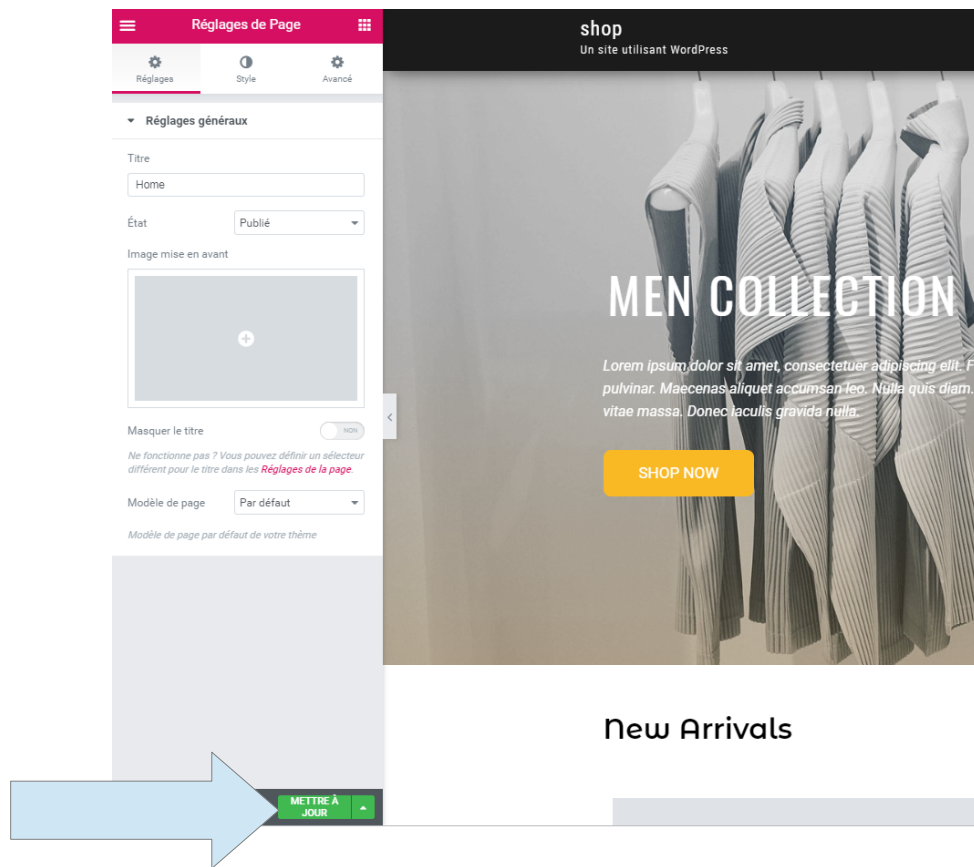 Réglages de Page
Réglages
Style
Avancé
Réglages généraux
Titre
Home
État
Publié
Image mise en avant
Masquer le titre
NON
Ne fonctionne pas ? Vous pouvez définir un sélecteur
différent pour le titre dans les Réglages de la page.
Modèle de page
Par défaut
Modèle de page par défaut de votre thème
METTRE À
JOUR
shop
Un site utilisant WordPress
MEN COLLECTION
Lorem ipsum dolor sit amet, consectetuer adipiscing elit. F
pulvinar. Maecenas aliquet accumsan leo. Nulla quis diam.
vitae massa. Donec iaculis gravida nulla.
SHOP NOW
New Arrivals